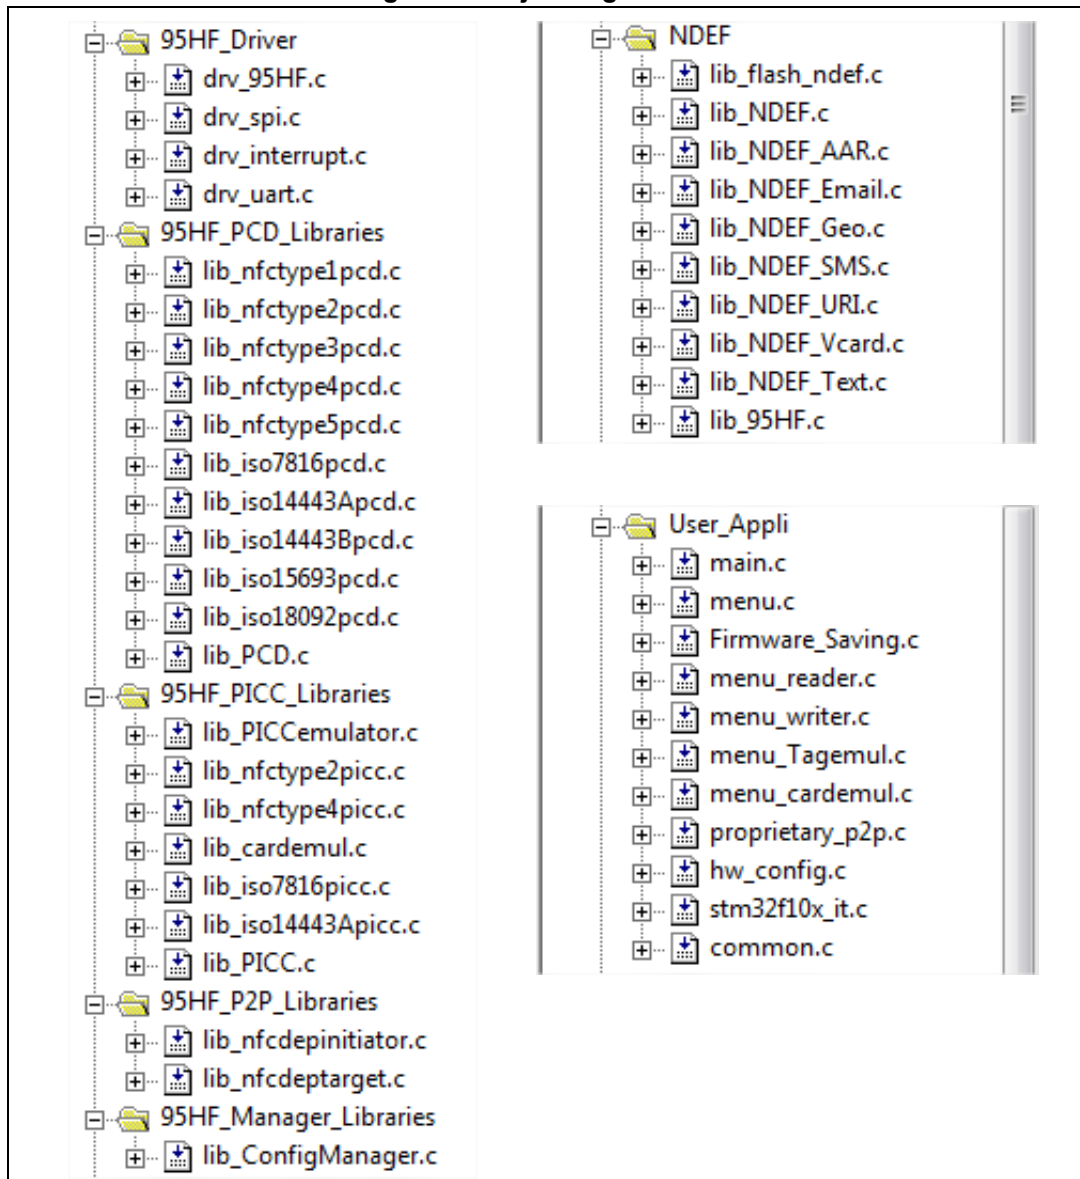 95HF_Driver
drv_95HF.c
drv_spi.c
drv_interrupt.c
drv_uart.c
95HF_PCD_Libraries
lib_nfctype1pcd.c
lib_nfctype2pcd.c
lib_nfctype3pcd.c
lib_nfctype4pcd.c
lib_nfctype5pcd.c
lib_iso7816pcd.c
lib_iso14443Apcd.c
lib_iso14443Bpcd.c
lib_iso15693pcd.c
lib_iso18092pcd.c
lib_PCD.c
95HF_PICC_Libraries
lib_PICCemulator.c
lib_nfctype2picc.c
lib_nfctype4picc.c
lib_cardemul.c
lib_iso7816picc.c
lib_iso14443Apicc.c
lib_PICC.c
95HF_P2P_Libraries
lib_nfcdepinitiator.c
lib_nfcdeptarget.c
95HF_Manager_Libraries
lib_ConfigManager.c
NDEF
lib_flash_ndef.c
lib_NDEF.c
lib_NDEF_AAR.c
lib_NDEF_Email.c
lib_NDEF_Geo.c
lib_NDEF_SMS.c
lib_NDEF_URI.c
lib_NDEF_Vcard.c
lib_NDEF_Text.c
lib_95HF.c
User_Appli
main.c
menu.c
Firmware_Saving.c
menu_reader.c
menu_writer.c
menu_Tagemul.c
menu_cardemul.c
proprietary_p2p.c
hw_config.c
stm32f10x_it.c
common.c